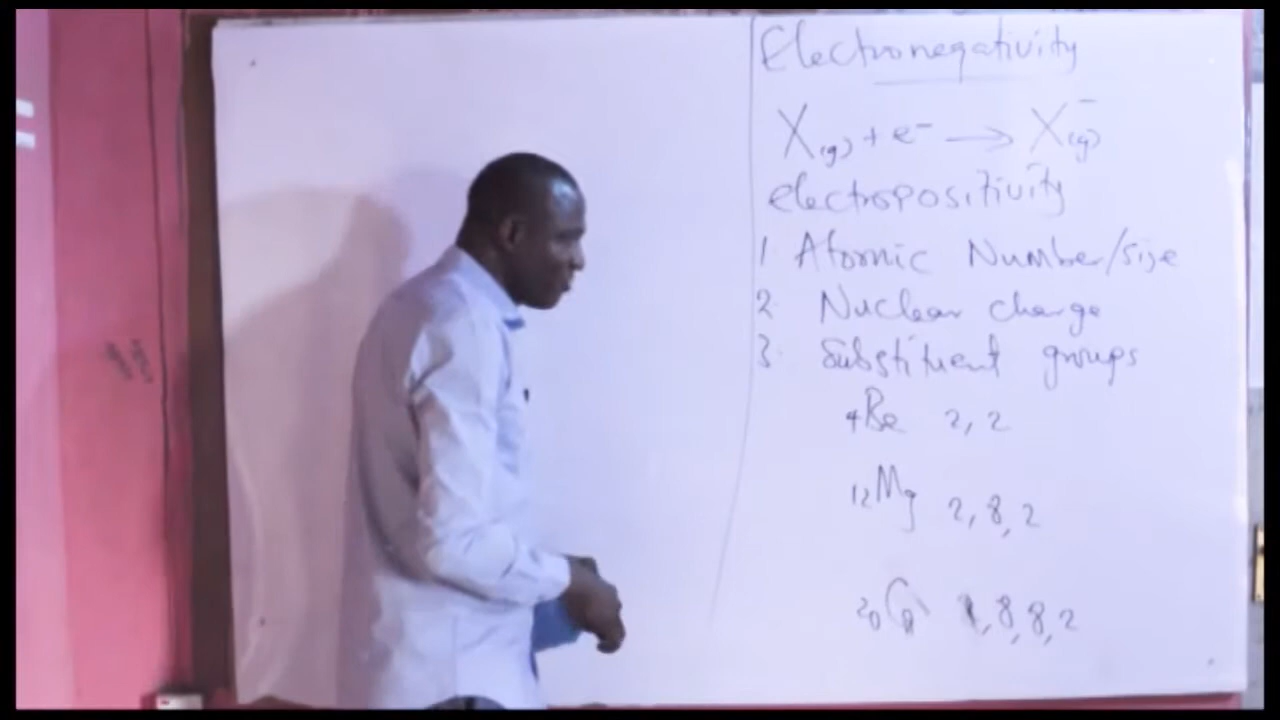 Electronegativity
X(g) + e⁻ → X⁻(g)
electropositivity
1 Atomic Number/size
2. Nuclear charge
3. Substituent groups
₄Be 2, 2
₁₂Mg 2, 8, 2
₂₀Ca , 8, 8, 2